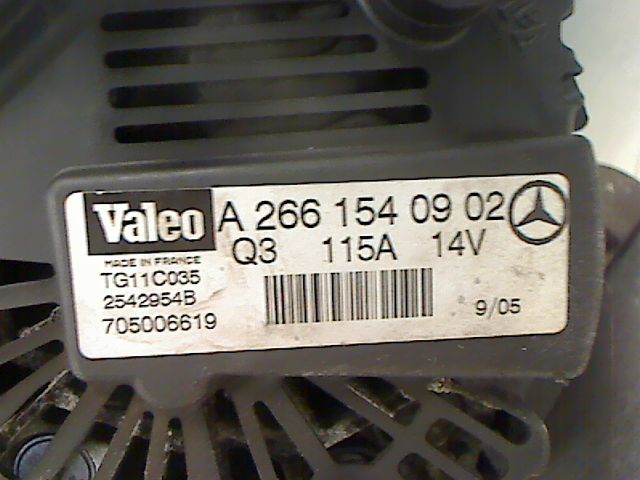 Valeo A 266 154 09 02
MADE IN FRANCE Q3 115A 14V
TG11C035
2542954B
705006619 9/05